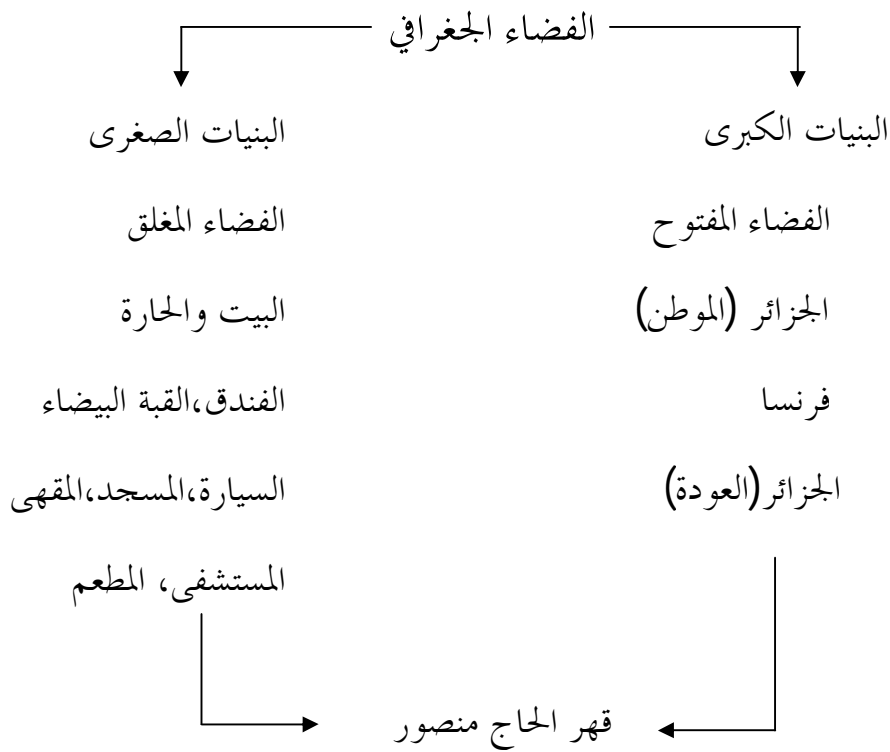 الفضاء الجغرافي
البنيات الكبرى
البنيات الصغرى
الفضاء المفتوح
الفضاء المغلق
الجزائر (الموطن)
البيت والحارة
فرنسا
الفندق،القبة البيضاء
الجزائر(العودة)
السيارة،المسجد،المقهى
المستشفى، المطعم
قهر الحاج منصور